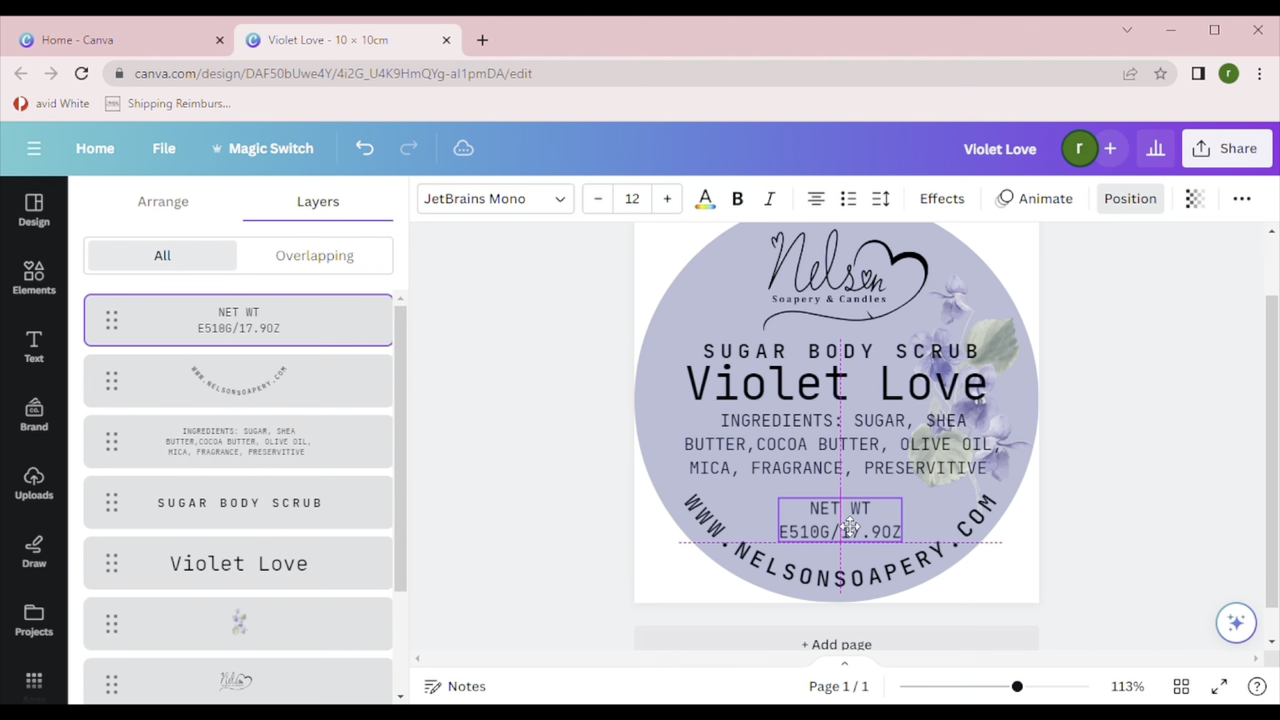 Home - Canva
Violet Love - 10 × 10cm
canva.com/design/DAF50bUwe4Y/4i2G_U4K9HmQYg-aI1pmDA/edit
r
avid White
Shipping Reimburs...
Home
File
Magic Switch
Violet Love
r
Share
Design
Elements
Text
Brand
Uploads
Draw
Projects
Arrange
Layers
All
Overlapping
NET WT
E510G/17.9OZ
WWW.NELSONSOAPERY.COM
INGREDIENTS: SUGAR, SHEA
BUTTER,COCOA BUTTER, OLIVE OIL,
MICA, FRAGRANCE, PRESERVITIVE
SUGAR BODY SCRUB
Violet Love
Nelson
JetBrains Mono
12
A
B
I
Effects
Animate
Position
Nelson
Soapery & Candles
SUGAR BODY SCRUB
Violet Love
INGREDIENTS: SUGAR, SHEA
BUTTER,COCOA BUTTER, OLIVE OIL,
MICA, FRAGRANCE, PRESERVITIVE
NET WT
E510G/17.9OZ
WWW.NELSONSOAPERY.COM
+ Add page
Notes
Page 1 / 1
113%